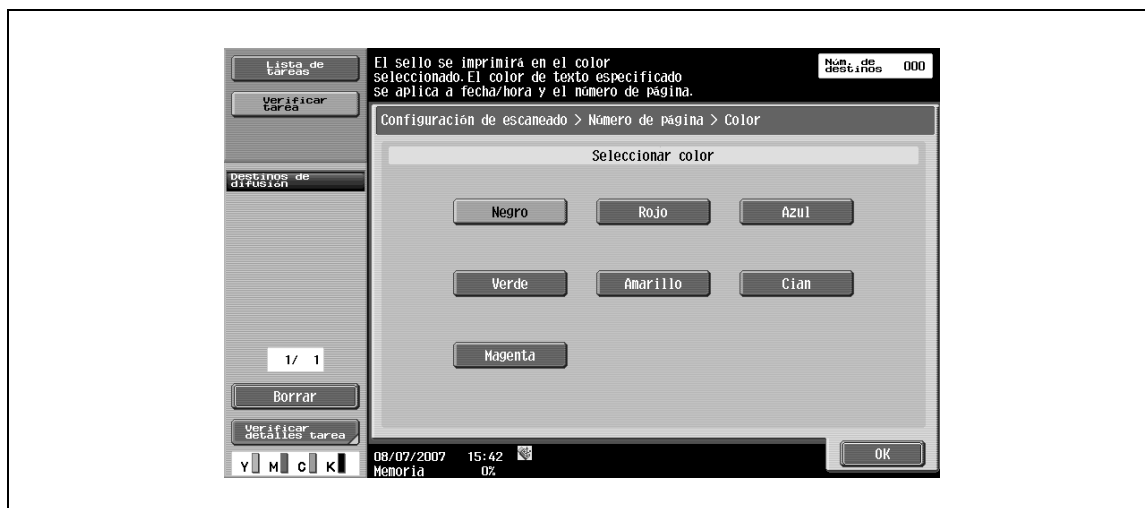 Lista de
tareas
Verificar
tarea
Destinos de
difusión
1/ 1
Borrar
Verificar
detalles tarea
Y M C K
El sello se imprimirá en el color
seleccionado.El color de texto especificado
se aplica a fecha/hora y el número de página.
Núm. de
destinos 000
Configuración de escaneado > Número de página > Color
Seleccionar color
Negro Rojo Azul
Verde Amarillo Cian
Magenta
08/07/2007 15:42
Memoria 0%
OK